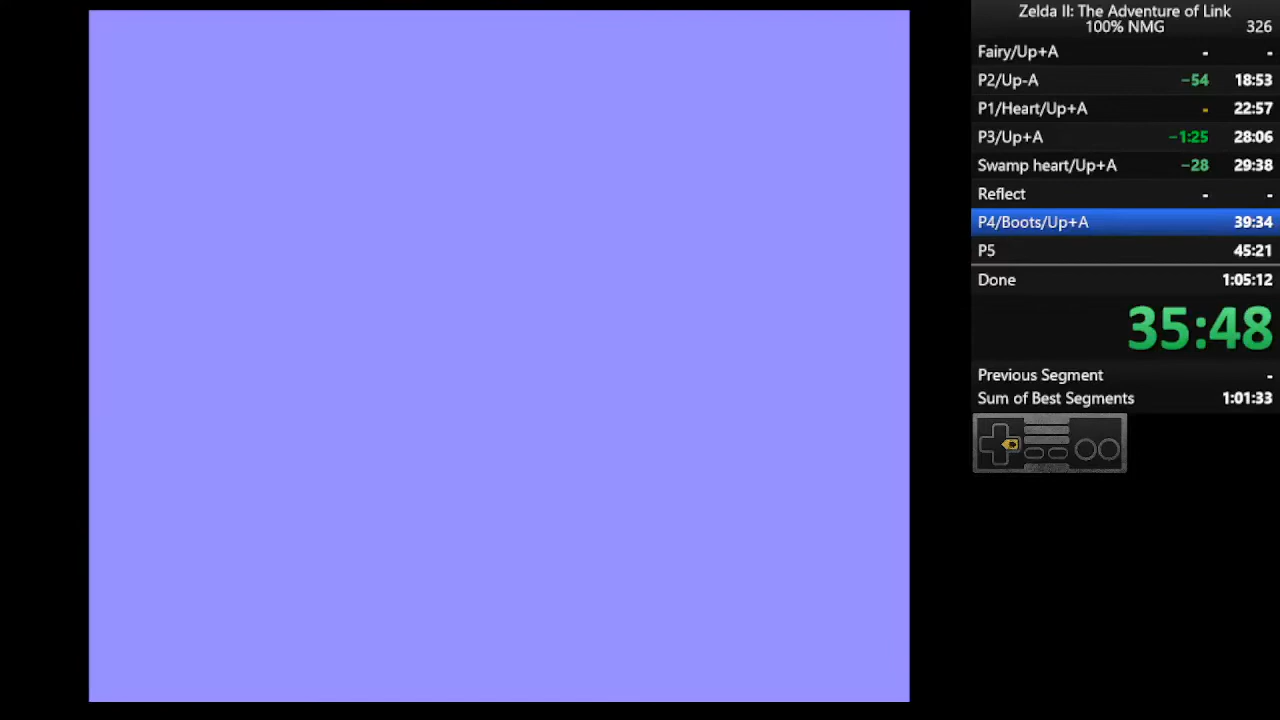 Zelda II: The Adventure of Link
100% NMG 326
Fairy/Up+A - -
P2/Up-A -54 18:53
P1/Heart/Up+A - 22:57
P3/Up+A -1:25 28:06
Swamp heart/Up+A -28 29:38
Reflect - -
P4/Boots/Up+A 39:34
P5 45:21
Done 1:05:12
35:48
Previous Segment -
Sum of Best Segments 1:01:33